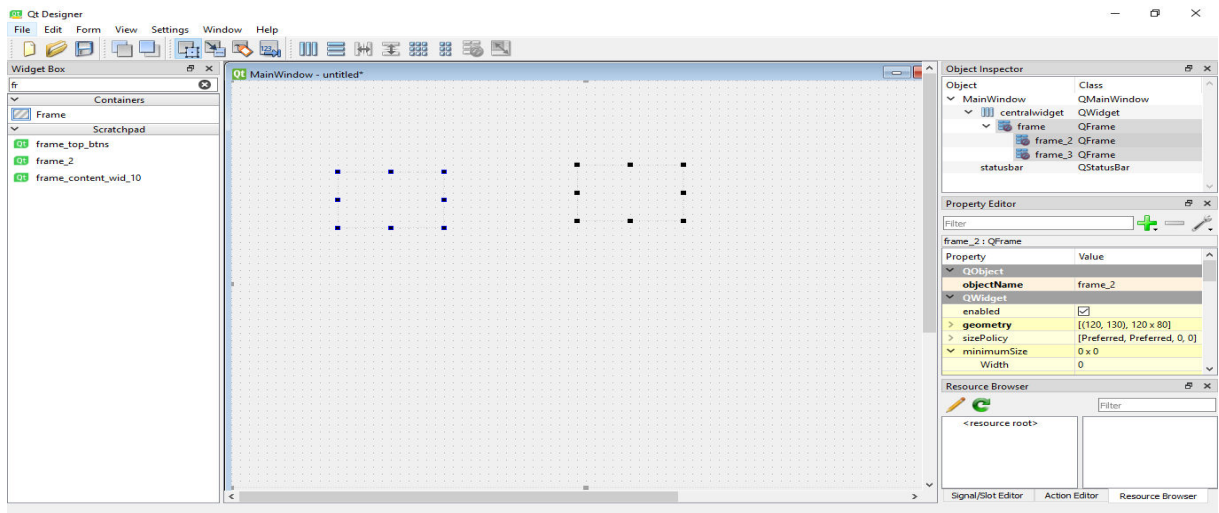 Qt Designer
File Edit Form View Settings Window Help
Widget Box
fr
Containers
Frame
Scratchpad
frame_top_btns
frame_2
frame_content_wid_10
MainWindow - untitled*
Object Inspector
Object Class
MainWindow QMainWindow
centralwidget QWidget
frame QFrame
frame_2 QFrame
frame_3 QFrame
statusbar QStatusBar
Property Editor
Filter
frame_2 : QFrame
Property Value
QObject
objectName frame_2
QWidget
enabled
geometry [(120, 130), 120 x 80]
sizePolicy [Preferred, Preferred, 0, 0]
minimumSize 0 x 0
Width 0
Resource Browser
Filter
<resource root>
Signal/Slot Editor Action Editor Resource Browser